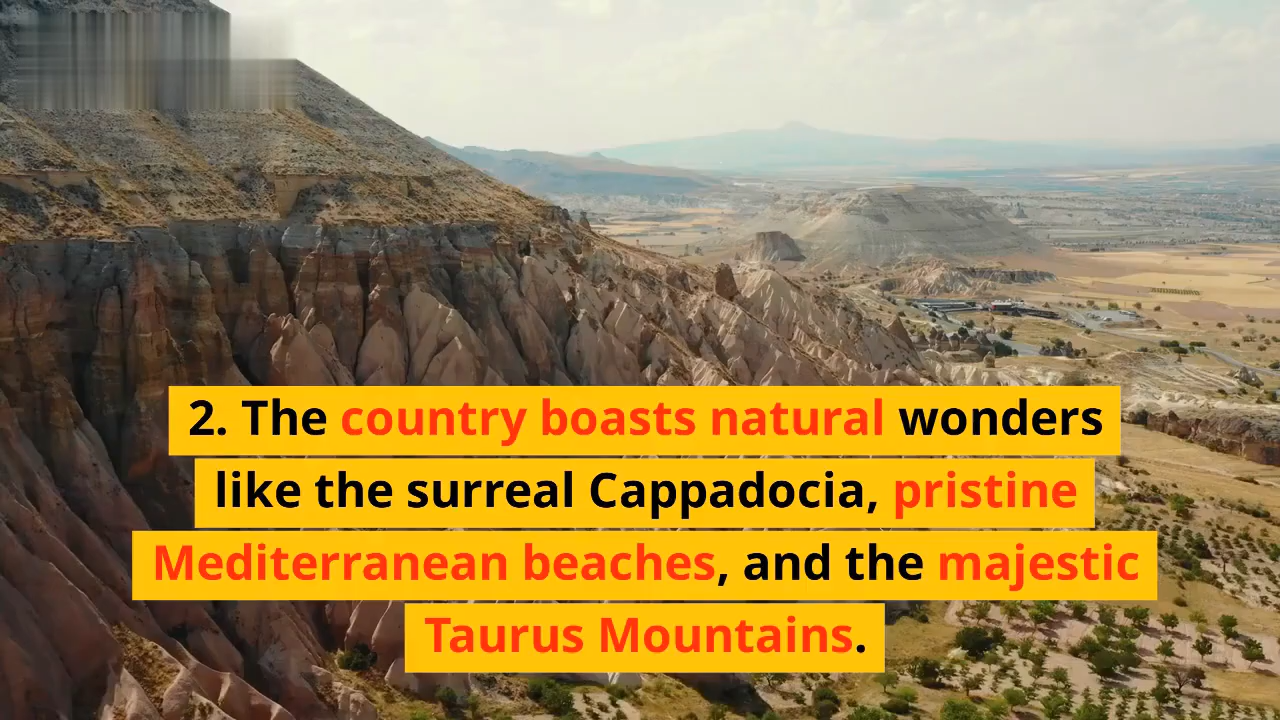 2. The country boasts natural wonders
like the surreal Cappadocia, pristine
Mediterranean beaches, and the majestic
Taurus Mountains.